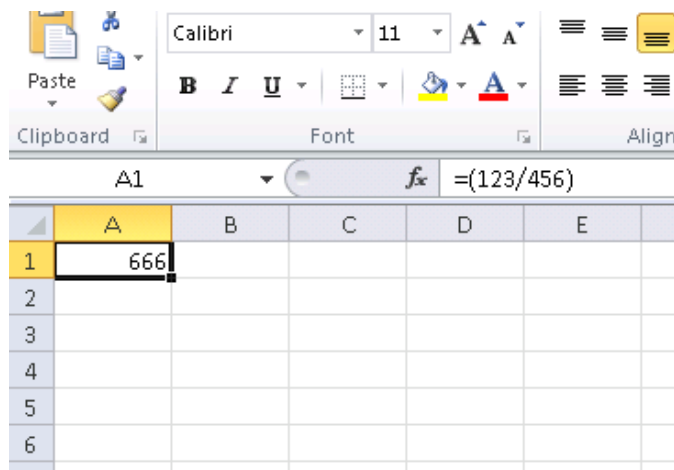 Calibri 11 A A
Paste B I U A
Clipboard Font Align
A1 fx =(123/456)
A B C D E
1 666
2
3
4
5
6